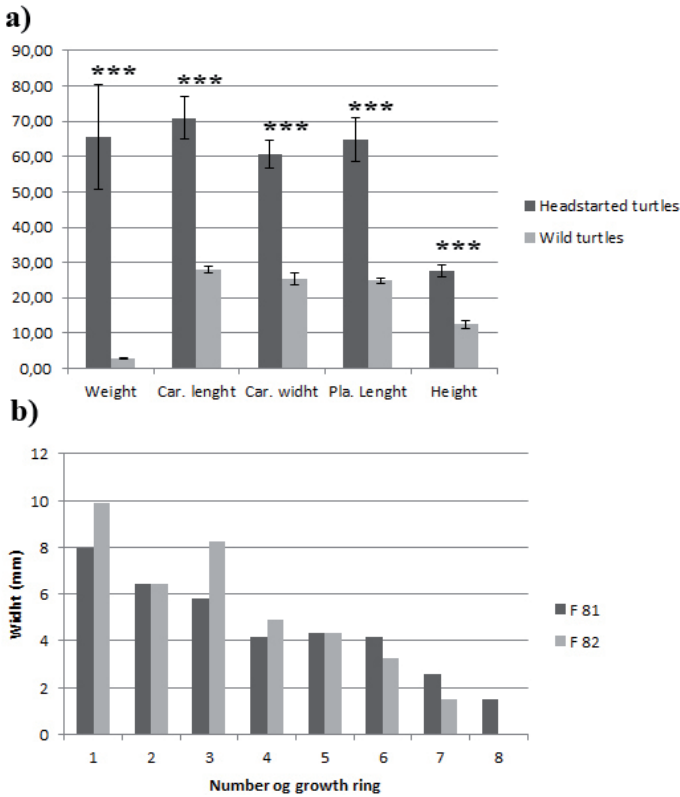 a)
90,00
80,00
70,00
60,00
50,00
40,00
30,00
20,00
10,00
0,00
*** *** *** *** ***
Weight Car. lenght Car. widht Pla. Lenght Height
Headstarted turtles
Wild turtles
b)
Widht (mm)
12
10
8
6
4
2
0
1 2 3 4 5 6 7 8
Number og growth ring
F 81
F 82